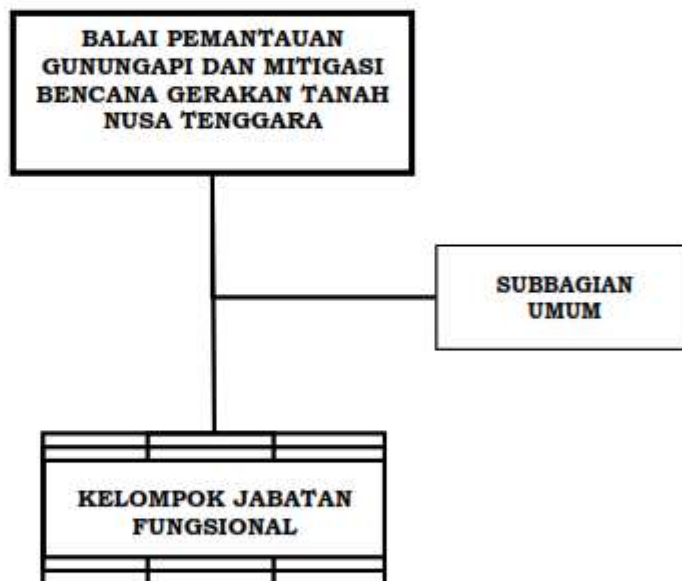 BALAI PEMANTAUAN
GUNUNGAPI DAN MITIGASI
BENCANA GERAKAN TANAH
NUSA TENGGARA
SUBBAGIAN
UMUM
KELOMPOK JABATAN
FUNGSIONAL